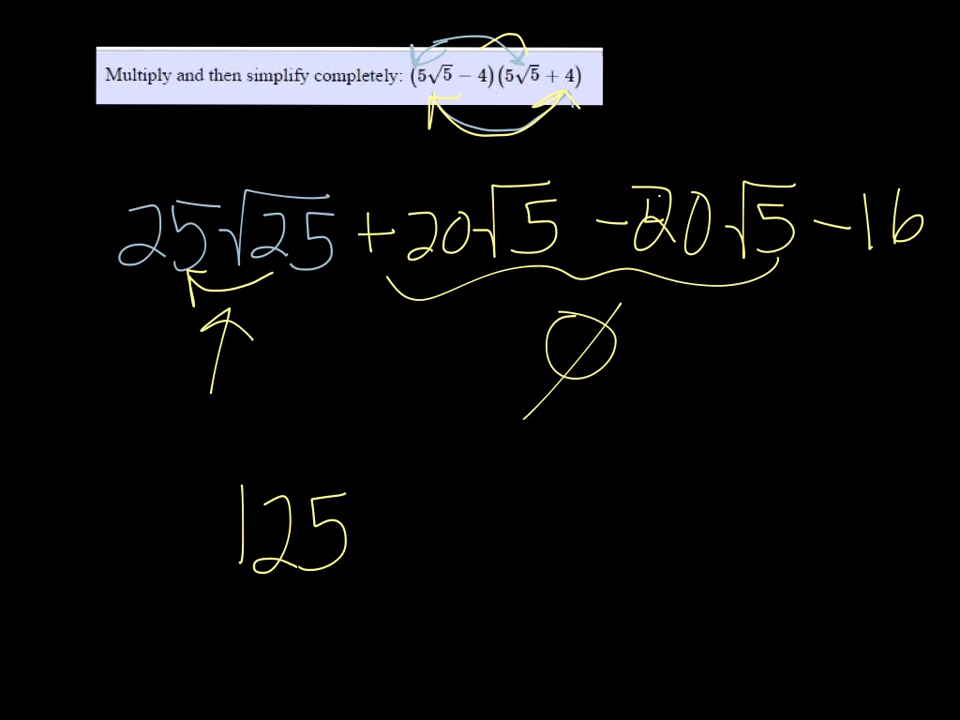 Multiply and then simplify completely: (5√5 − 4)(5√5 + 4)
25√25 + 20√5 − 20√5 − 16
0
125